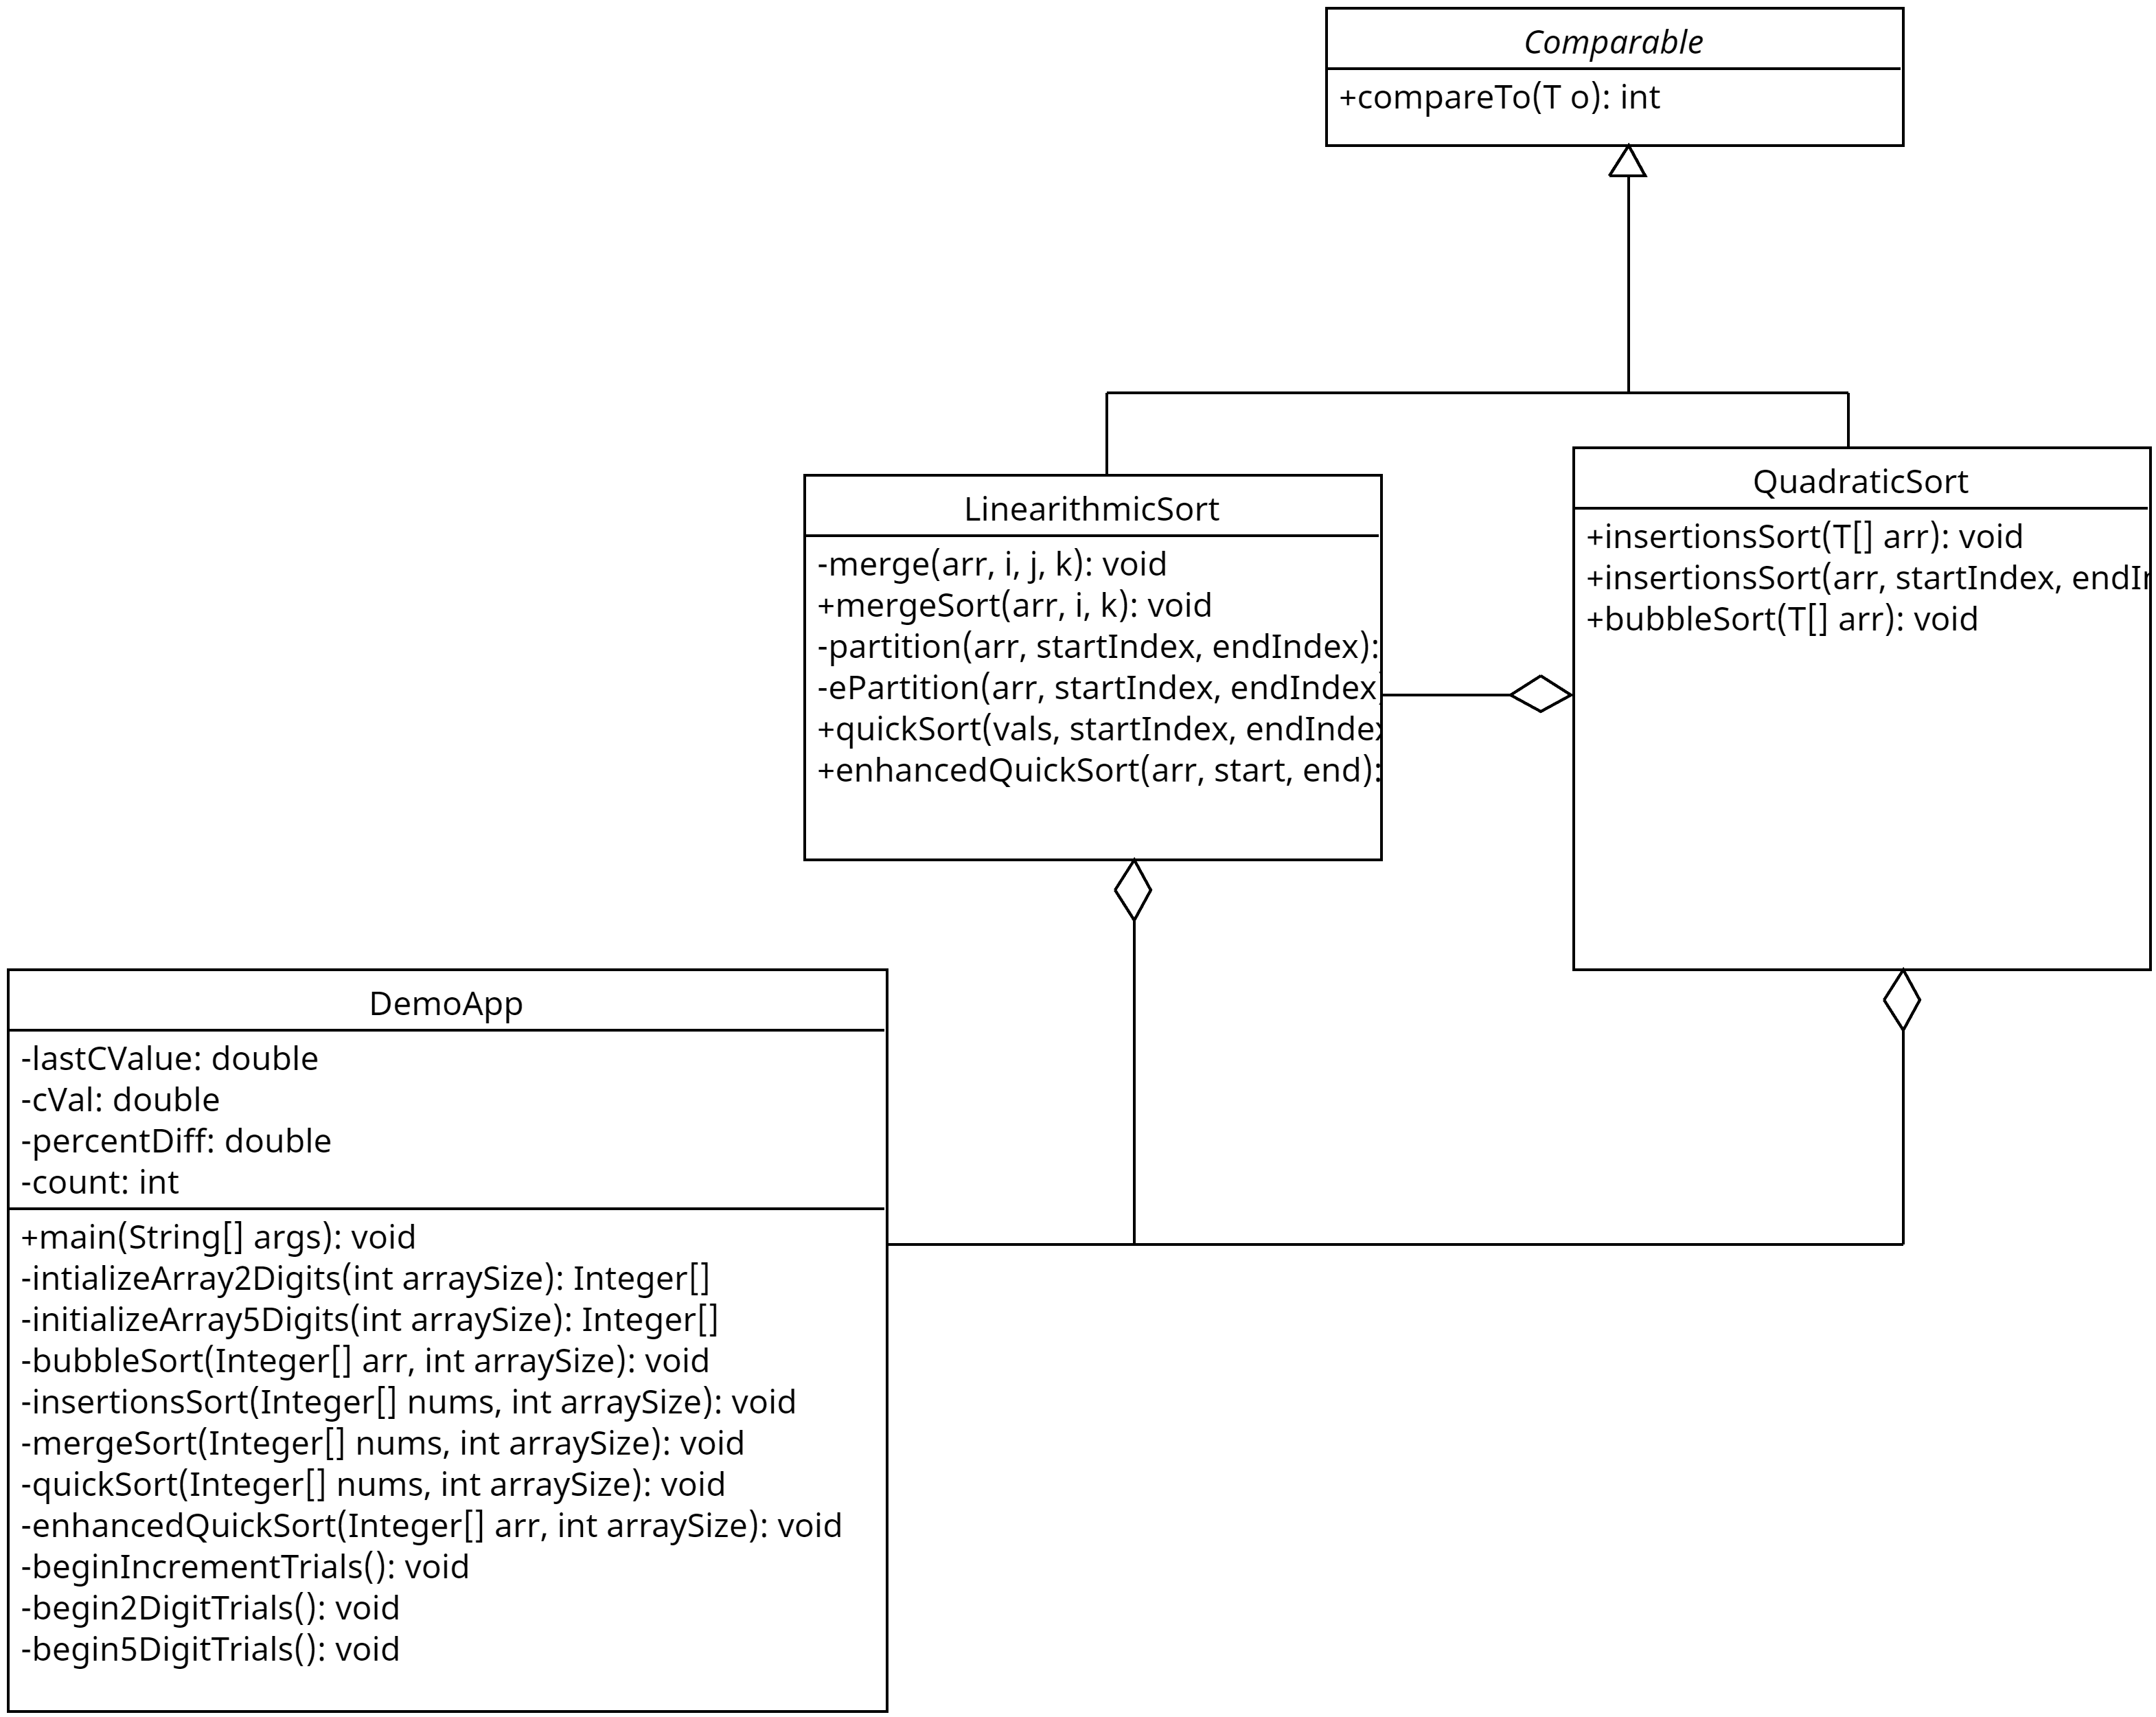 Comparable
+compareTo(T o): int
LinearithmicSort
-merge(arr, i, j, k): void
+mergeSort(arr, i, k): void
-partition(arr, startIndex, endIndex):
-ePartition(arr, startIndex, endIndex)
+quickSort(vals, startIndex, endIndex
+enhancedQuickSort(arr, start, end):
QuadraticSort
+insertionsSort(T[] arr): void
+insertionsSort(arr, startIndex,
+bubbleSort(T[] arr): void
DemoApp
-lastCValue: double
-cVal: double
-percentDiff: double
-count: int
+main(String[] args): void
-intializeArray2Digits(int arraySize): Integer[]
-initializeArray5Digits(int arraySize): Integer[]
-bubbleSort(Integer[] arr, int arraySize): void
-insertionsSort(Integer[] nums, int arraySize): void
-mergeSort(Integer[] nums, int arraySize): void
-quickSort(Integer[] nums, int arraySize): void
-enhancedQuickSort(Integer[] arr, int arraySize): void
-beginIncrementTrials(): void
-begin2DigitTrials(): void
-begin5DigitTrials(): void